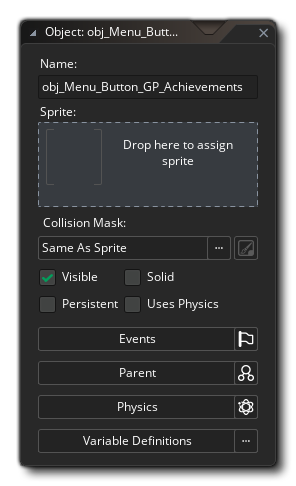 Object: obj_Menu_Butt...
Name:
obj_Menu_Button_GP_Achievements
Sprite:
Drop here to assign
sprite
Collision Mask:
Same As Sprite
Visible
Solid
Persistent
Uses Physics
Events
Parent
Physics
Variable Definitions